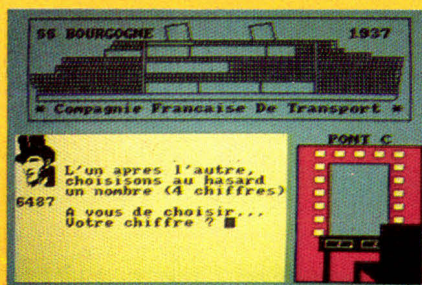 SS BOURGOGNE 1937
* Compagnie Francaise De Transport *
PONT C
L'un apres l'autre,
choisisons au hasard
un nombre (4 chiffres)
6487
A vous de choisir...
Votre chiffre ?